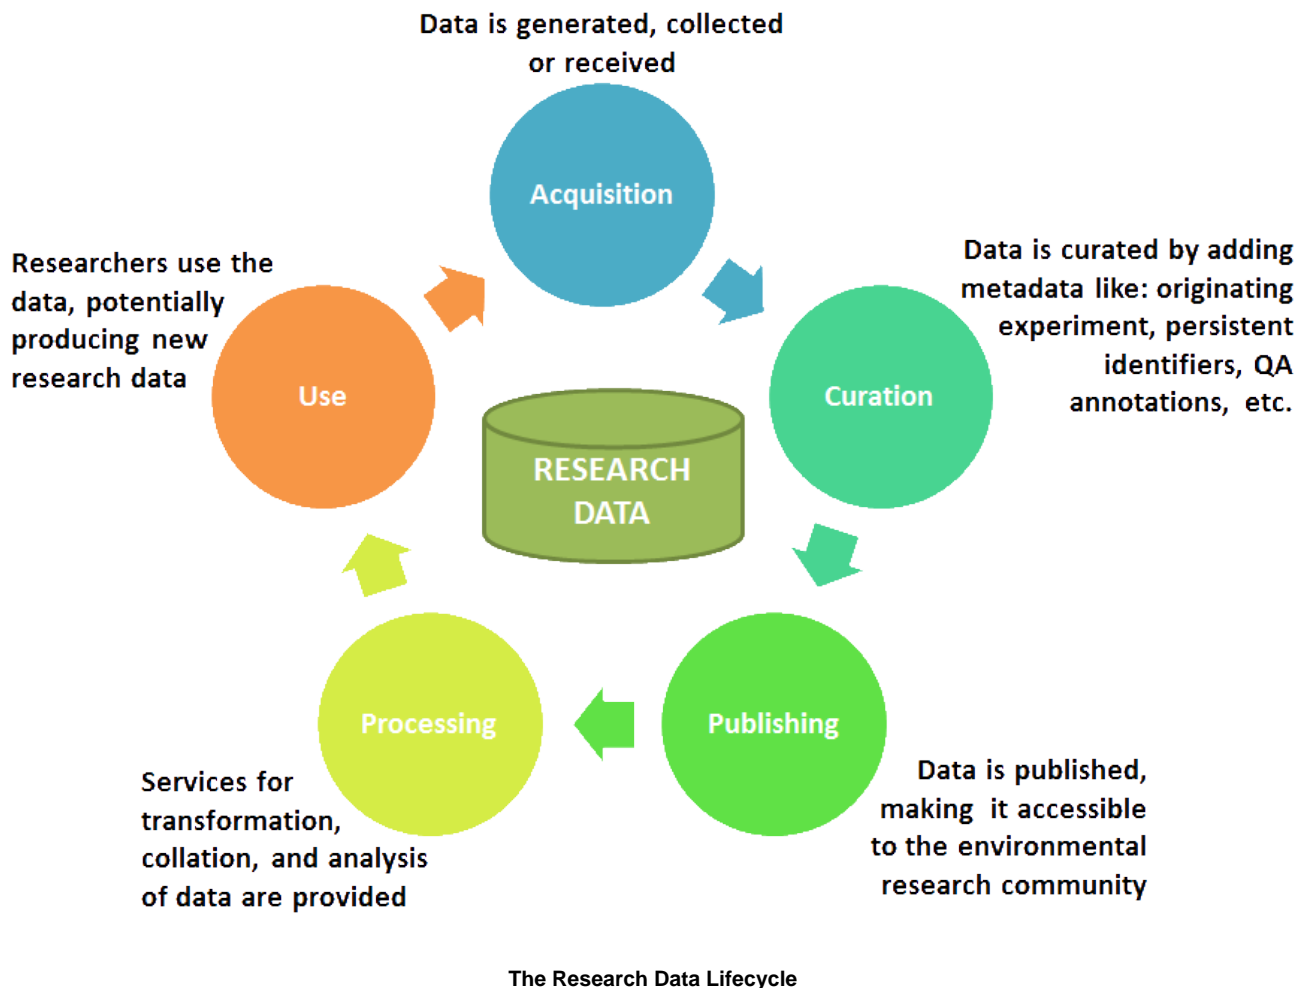 Data is generated, collected
or received
Acquisition
Data is curated by adding
metadata like: originating
experiment, persistent
identifiers, QA
annotations, etc.
Curation
Researchers use the
data, potentially
producing new
research data
Use
RESEARCH
DATA
Publishing
Data is published,
making it accessible
to the environmental
research community
Processing
Services for
transformation,
collation, and analysis
of data are provided
The Research Data Lifecycle